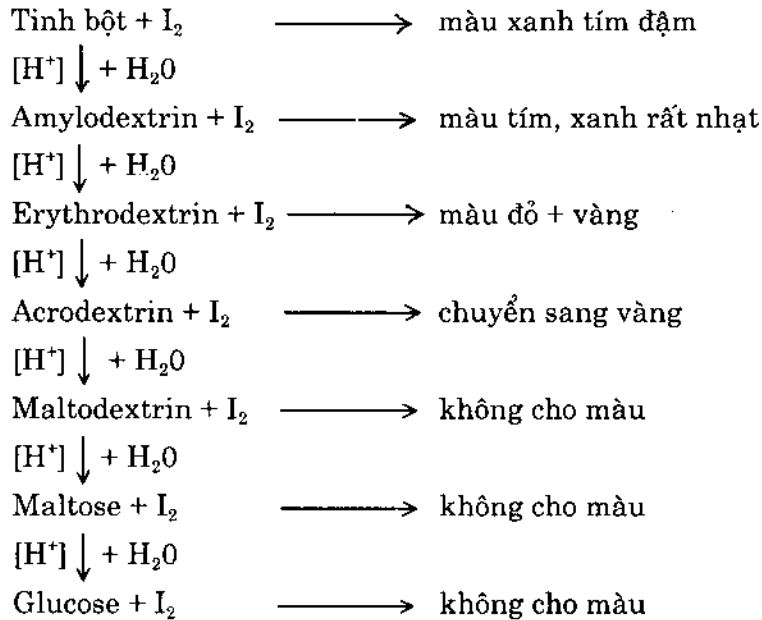 Tinh bột + I₂ ⟶ màu xanh tím đậm
[H⁺] ↓ + H₂0
Amylodextrin + I₂ ⟶ màu tím, xanh rất nhạt
[H⁺] ↓ + H₂0
Erythrodextrin + I₂ ⟶ màu đỏ + vàng
[H⁺] ↓ + H₂0
Acrodextrin + I₂ ⟶ chuyển sang vàng
[H⁺] ↓ + H₂0
Maltodextrin + I₂ ⟶ không cho màu
[H⁺] ↓ + H₂0
Maltose + I₂ ⟶ không cho màu
[H⁺] ↓ + H₂0
Glucose + I₂ ⟶ không cho màu